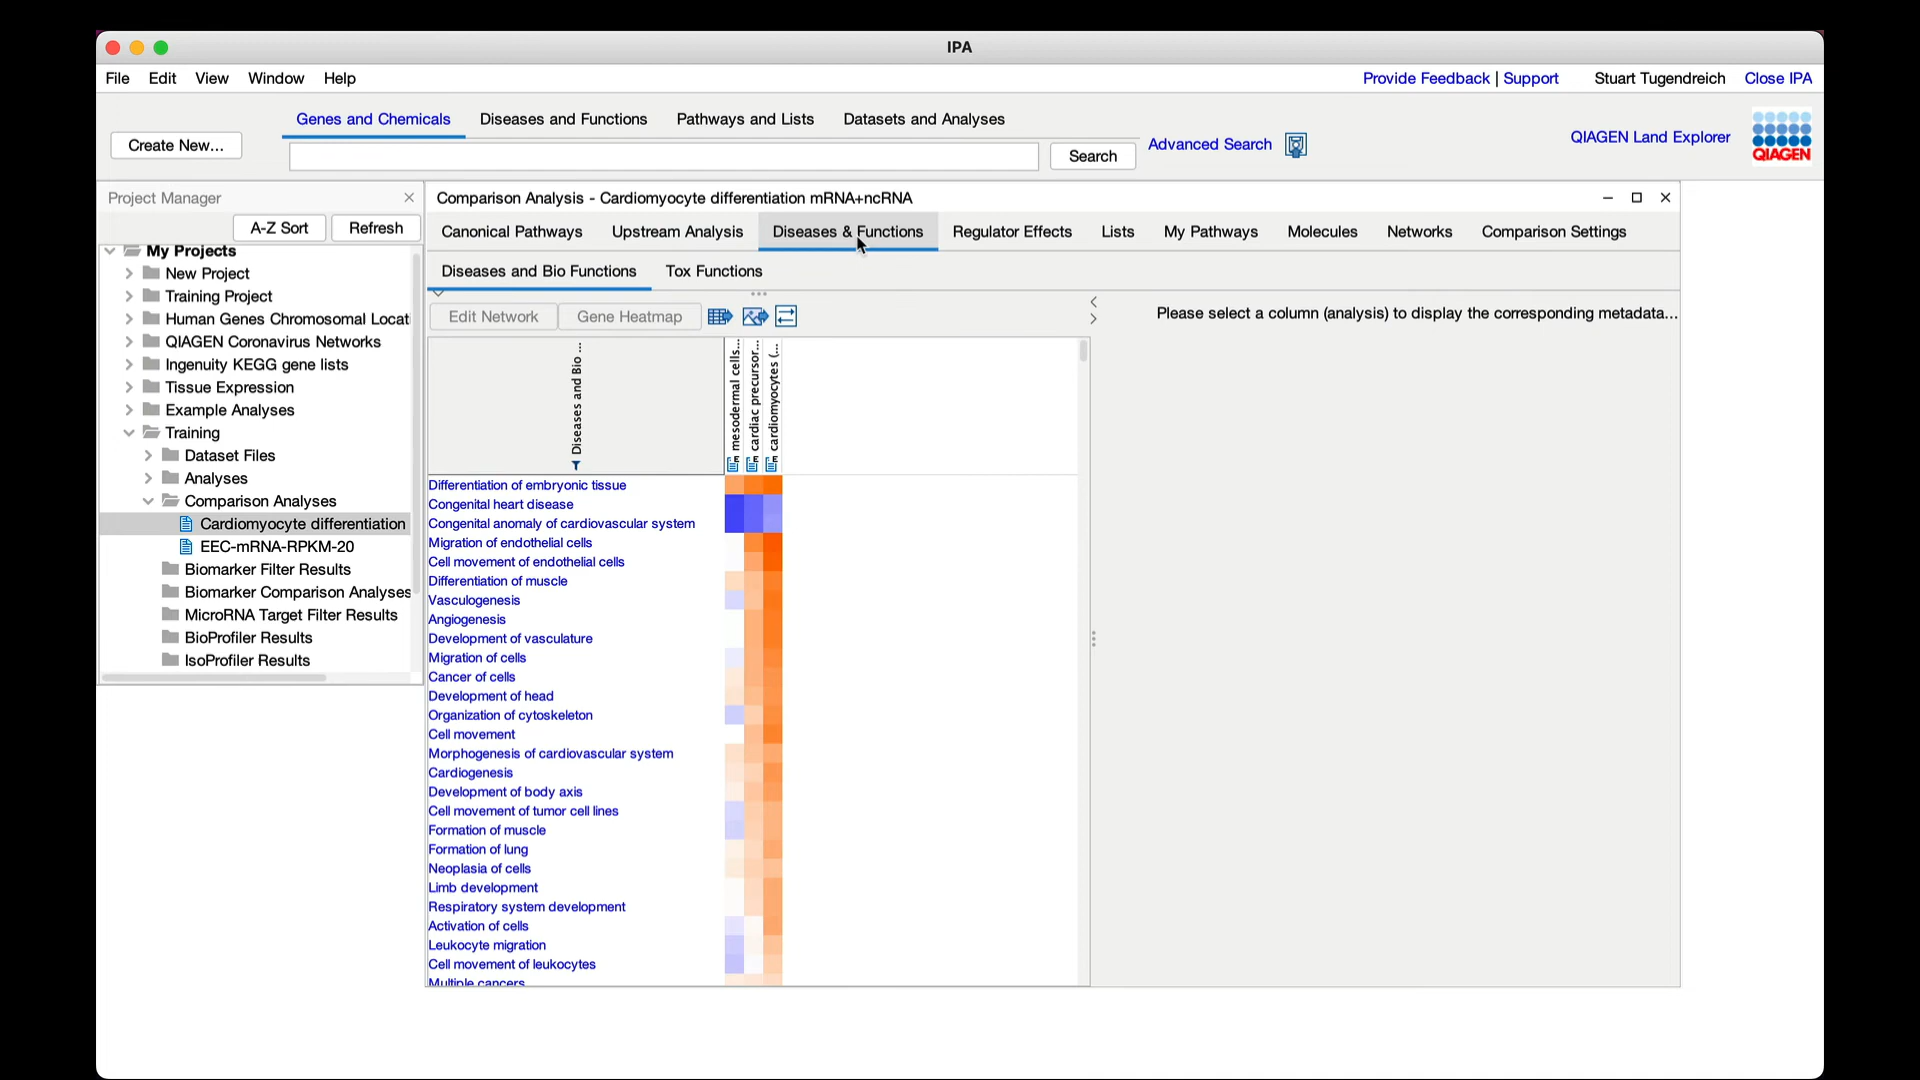 IPA
File Edit View Window Help
Provide Feedback | Support Stuart Tugendreich Close IPA
Genes and Chemicals Diseases and Functions Pathways and Lists Datasets and Analyses
Create New...
Search
Advanced Search
QIAGEN Land Explorer
QIAGEN
Project Manager
A-Z Sort Refresh
My Projects
New Project
Training Project
Human Genes Chromosomal Locat
QIAGEN Coronavirus Networks
Ingenuity KEGG gene lists
Tissue Expression
Example Analyses
Training
Dataset Files
Analyses
Comparison Analyses
Cardiomyocyte differentiation
EEC-mRNA-RPKM-20
Biomarker Filter Results
Biomarker Comparison Analyses
MicroRNA Target Filter Results
BioProfiler Results
IsoProfiler Results
Comparison Analysis - Cardiomyocyte differentiation mRNA+ncRNA
Canonical Pathways Upstream Analysis Diseases & Functions Regulator Effects Lists My Pathways Molecules Networks Comparison Settings
Diseases and Bio Functions Tox Functions
Edit Network Gene Heatmap
Please select a column (analysis) to display the corresponding metadata...
Diseases and Bio ...
mesodermal cells...
cardiac precursor...
cardiomyocytes (...
Differentiation of embryonic tissue
Congenital heart disease
Congenital anomaly of cardiovascular system
Migration of endothelial cells
Cell movement of endothelial cells
Differentiation of muscle
Vasculogenesis
Angiogenesis
Development of vasculature
Migration of cells
Cancer of cells
Development of head
Organization of cytoskeleton
Cell movement
Morphogenesis of cardiovascular system
Cardiogenesis
Development of body axis
Cell movement of tumor cell lines
Formation of muscle
Formation of lung
Neoplasia of cells
Limb development
Respiratory system development
Activation of cells
Leukocyte migration
Cell movement of leukocytes
Multiple cancers